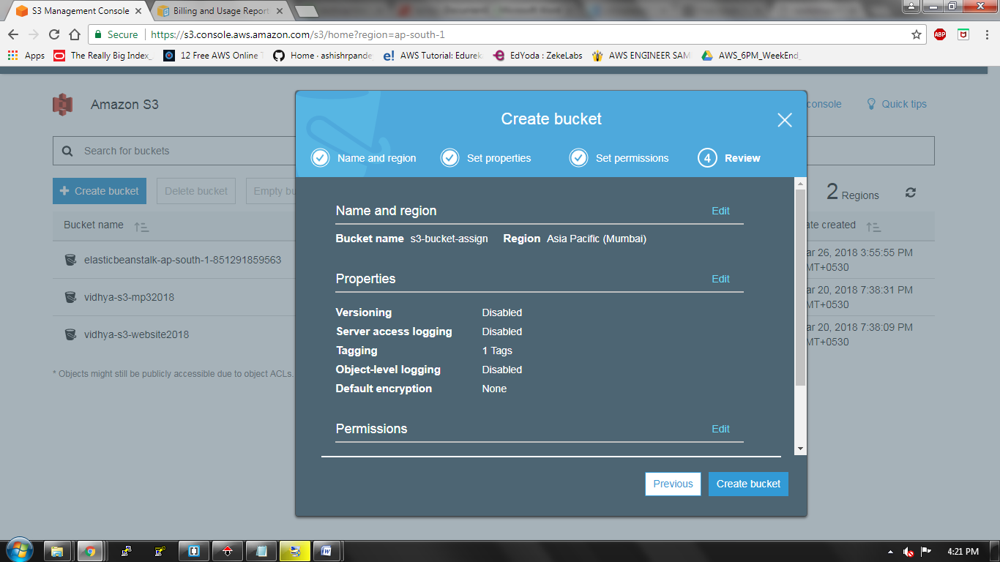 S3 Management Console
Billing and Usage Report
Secure https://s3.console.aws.amazon.com/s3/home?region=ap-south-1
ABP
Apps The Really Big Index_ 12 Free AWS Online Home · ashishrpande e! AWS Tutorial: Edurek EdYoda : ZekeLabs AWS ENGINEER SAM AWS_6PM_WeekEnd_
Amazon S3
console
Quick tips
Search for buckets
Create bucket
Delete bucket
Empty bu
2 Regions
Bucket name
ate created
elasticbeanstalk-ap-south-1-851291859563
ar 26, 2018 3:55:55 PM
MT+0530
vidhya-s3-mp32018
ar 20, 2018 7:38:31 PM
MT+0530
vidhya-s3-website2018
ar 20, 2018 7:38:09 PM
MT+0530
* Objects might still be publicly accessible due to object ACLs.
Create bucket
Name and region
Set properties
Set permissions
4 Review
Name and region Edit
Bucket name s3-bucket-assign Region Asia Pacific (Mumbai)
Properties Edit
Versioning Disabled
Server access logging Disabled
Tagging 1 Tags
Object-level logging Disabled
Default encryption None
Permissions Edit
Previous
Create bucket
4:21 PM